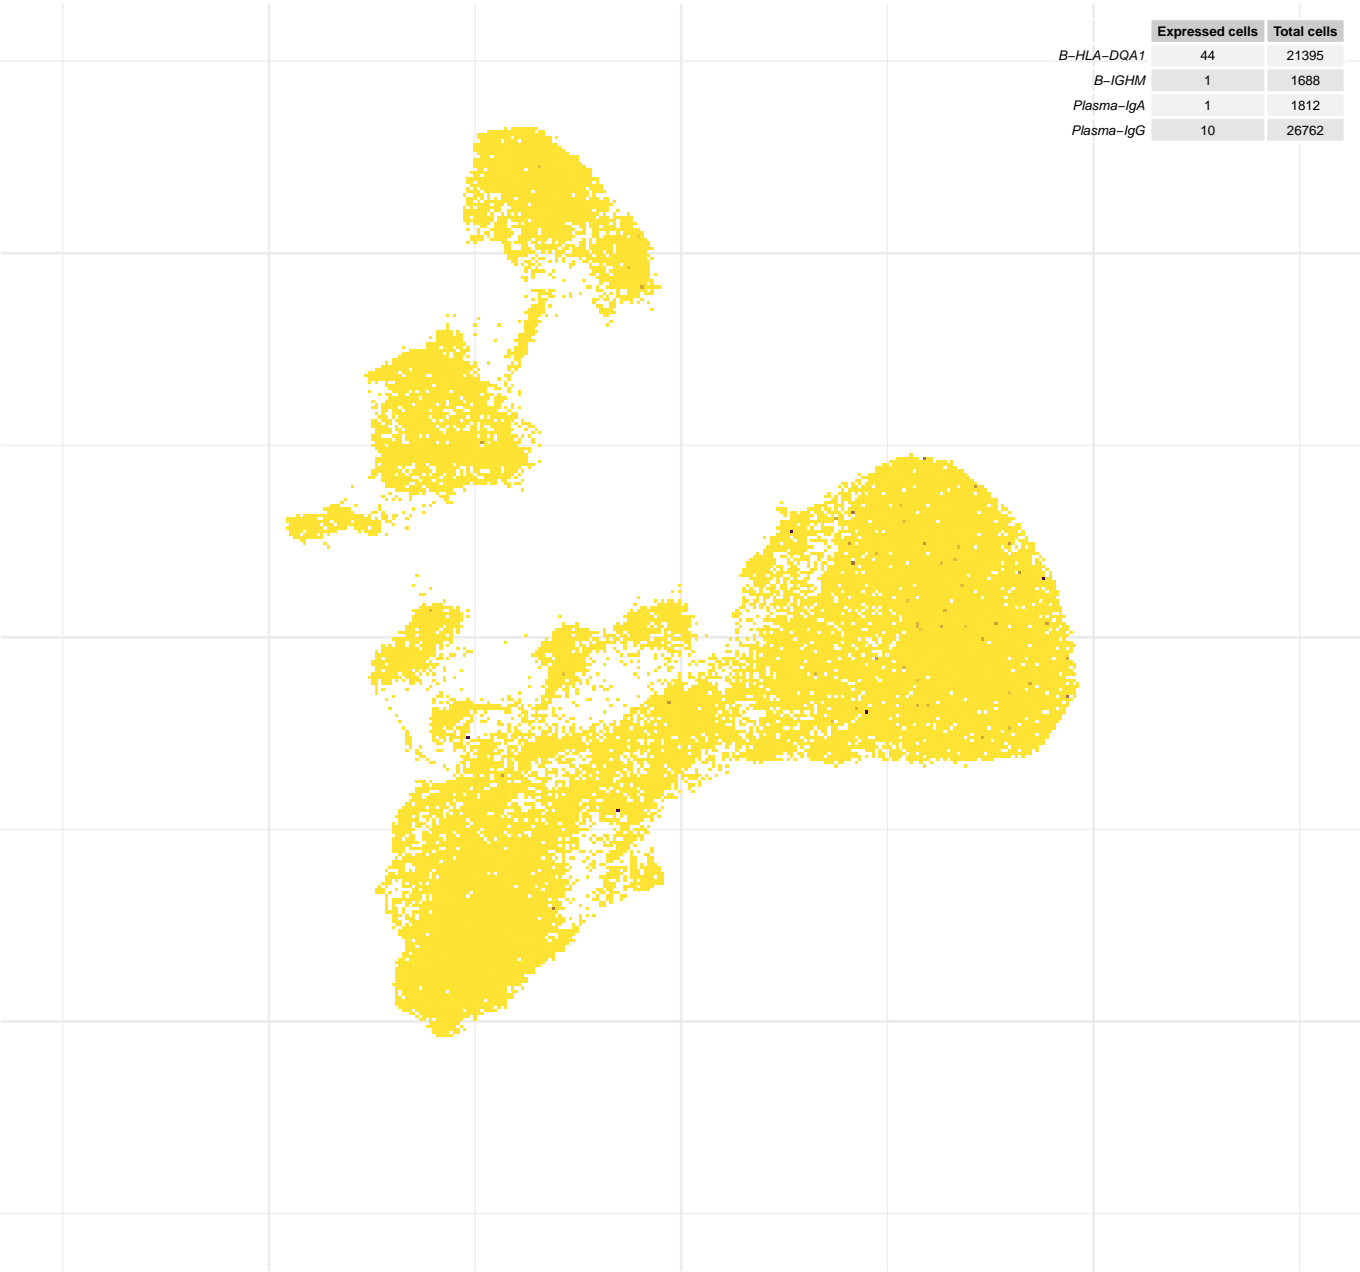 Expressed cells Total cells
B−HLA−DQA1 44 21395
B−IGHM 1 1688
Plasma−IgA 1 1812
Plasma−IgG 10 26762